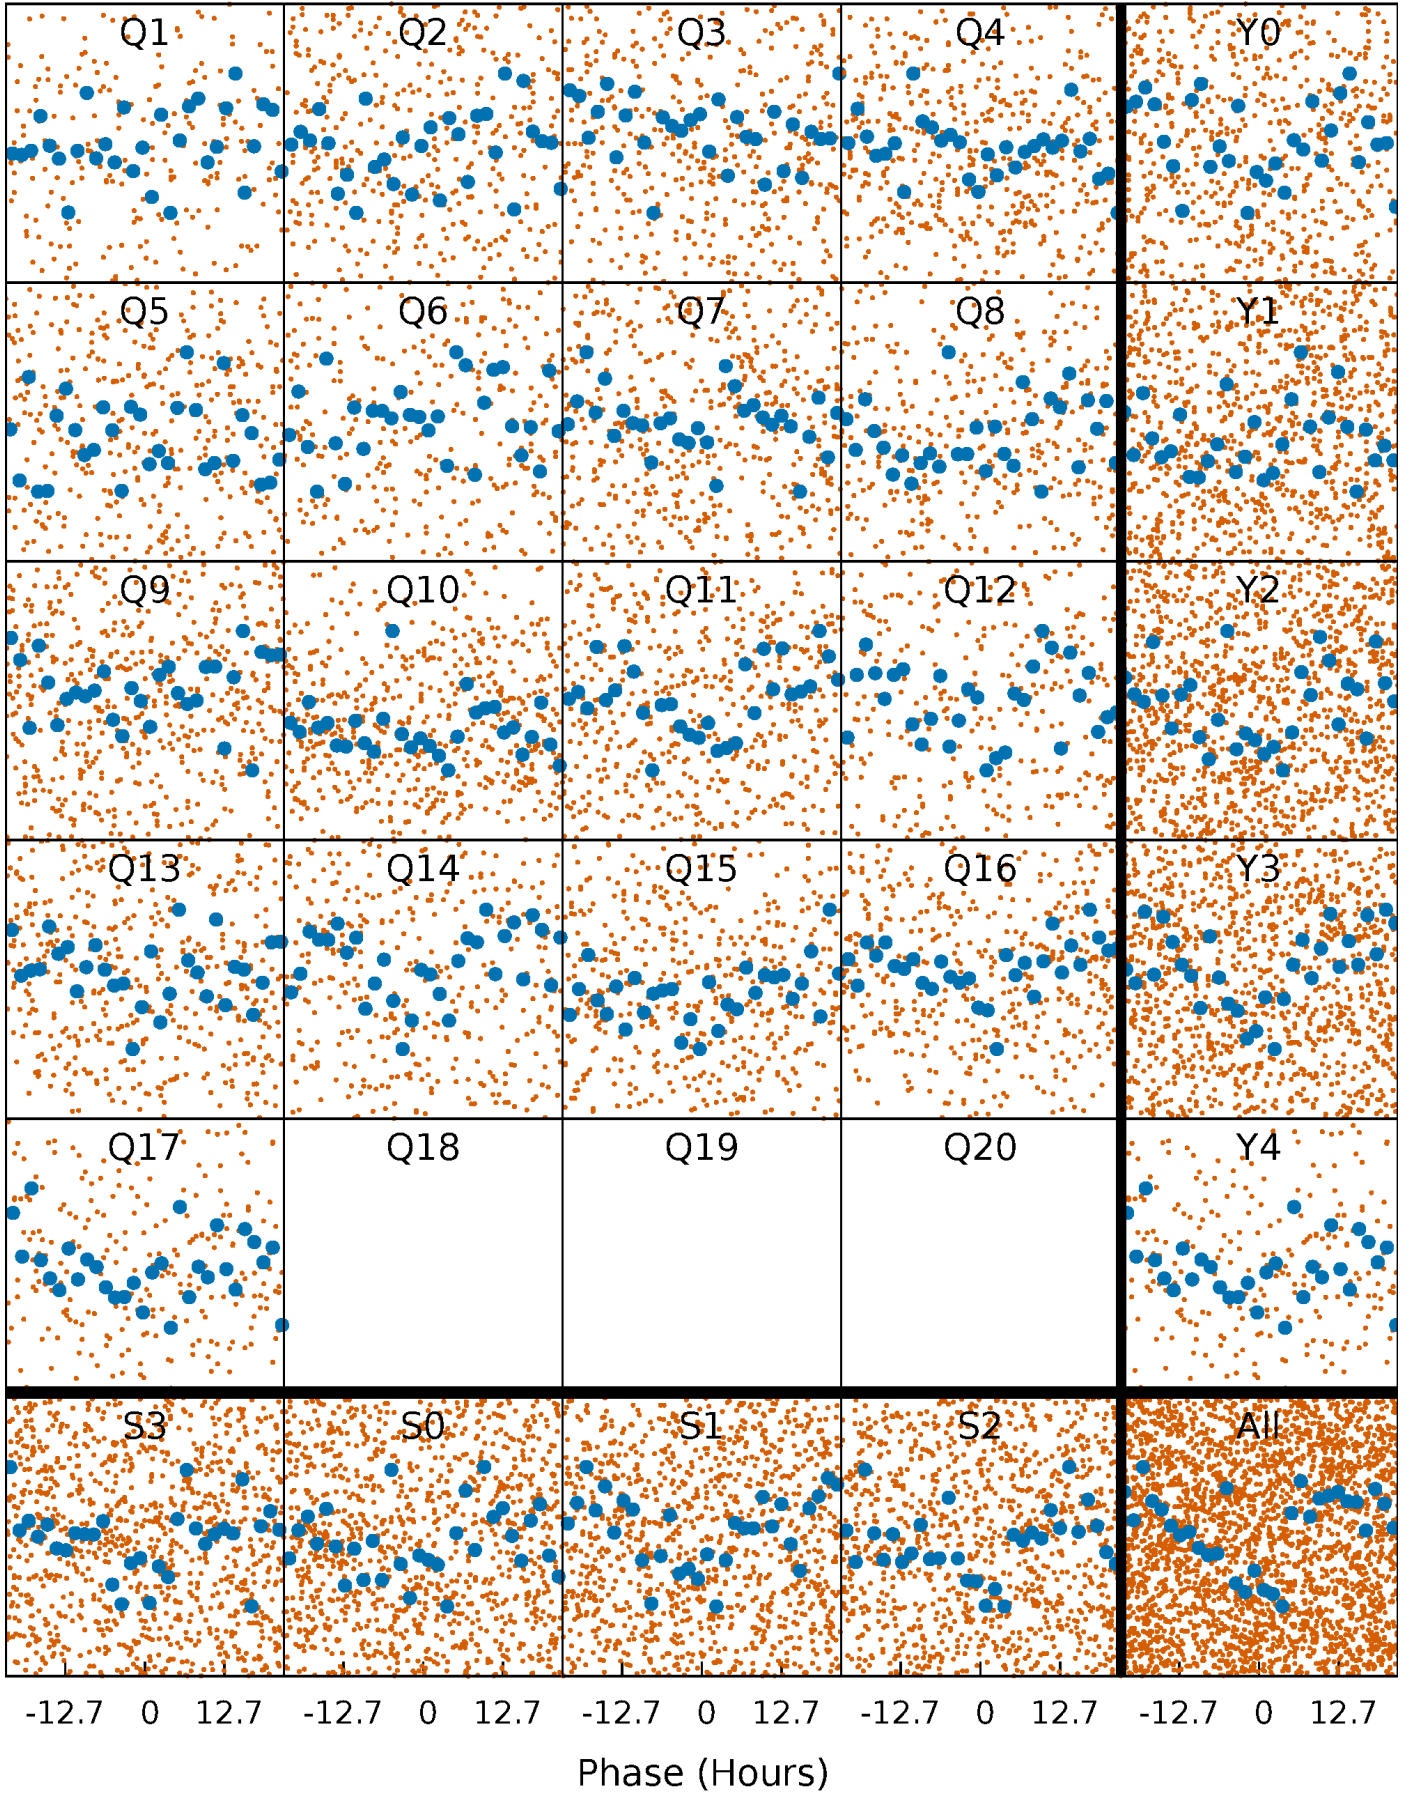 Q1 Q2 Q3 Q4 Y0
Q5 Q6 Q7 Q8 Y1
Q9 Q10 Q11 Q12 Y2
Q13 Q14 Q15 Q16 Y3
Q17 Q18 Q19 Q20 Y4
S3 S0 S1 S2 All
-12.7 0 12.7 -12.7 0 12.7 -12.7 0 12.7 -12.7 0 12.7 -12.7 0 12.7
Phase (Hours)